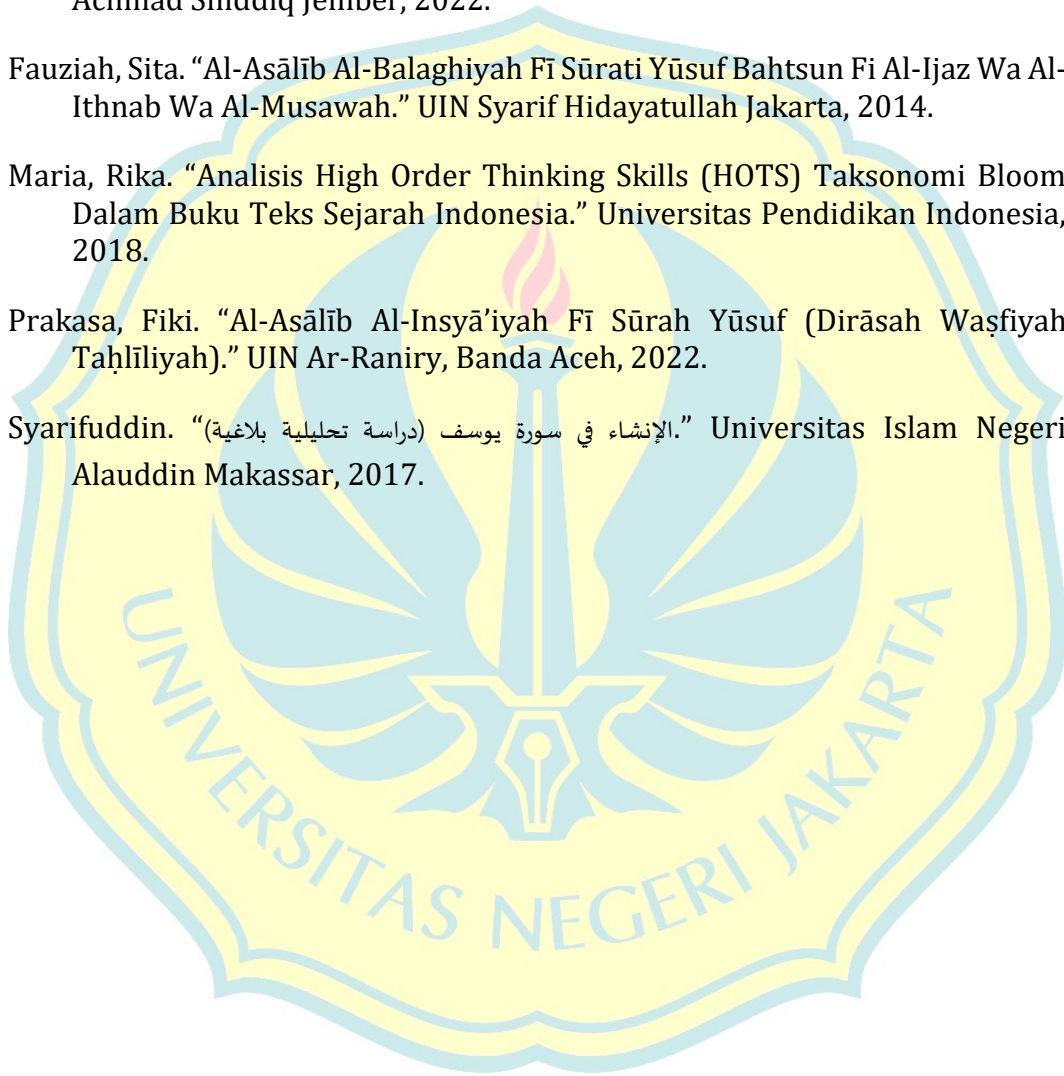 Achmad Shiddiq Jember, 2022.
Fauziah, Sita. “Al-Asālīb Al-Balaghiyah Fī Sūrati Yūsuf Bahtsun Fi Al-Ijaz Wa Al-
Ithnab Wa Al-Musawah.” UIN Syarif Hidayatullah Jakarta, 2014.
Maria, Rika. “Analisis High Order Thinking Skills (HOTS) Taksonomi Bloom
Dalam Buku Teks Sejarah Indonesia.” Universitas Pendidikan Indonesia,
2018.
Prakasa, Fiki. “Al-Asālīb Al-Insyā’iyah Fī Sūrah Yūsuf (Dirāsah Waṣfiyah
Taḥlīliyah).” UIN Ar-Raniry, Banda Aceh, 2022.
Syarifuddin. “الإنشاء في سورة يوسف (دراسة تحليلية بلاغية).” Universitas Islam Negeri
Alauddin Makassar, 2017.
UNIVERSITAS NEGERI JAKARTA